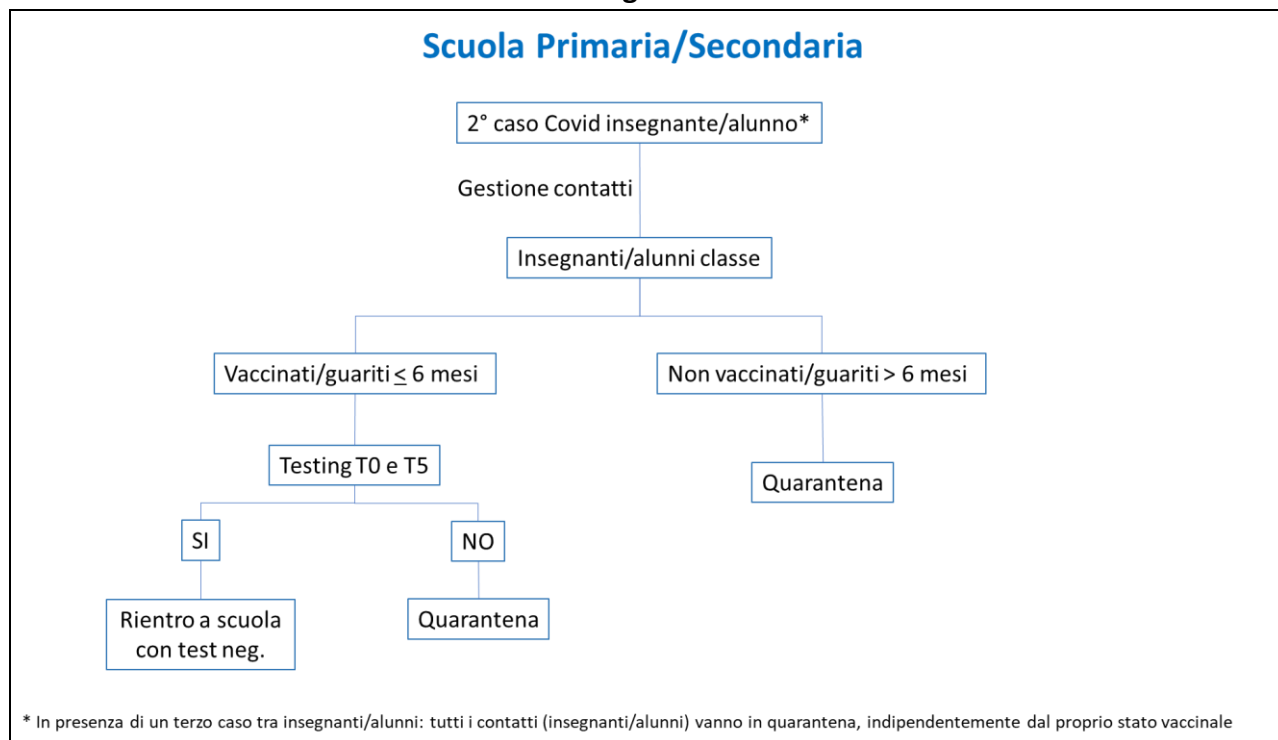 Scuola Primaria/Secondaria
2° caso Covid insegnante/alunno*
Gestione contatti
Insegnanti/alunni classe
Vaccinati/guariti ≤ 6 mesi
Non vaccinati/guariti > 6 mesi
Testing T0 e T5
Quarantena
SI
NO
Rientro a scuola
con test neg.
Quarantena
* In presenza di un terzo caso tra insegnanti/alunni: tutti i contatti (insegnanti/alunni) vanno in quarantena, indipendentemente dal proprio stato vaccinale